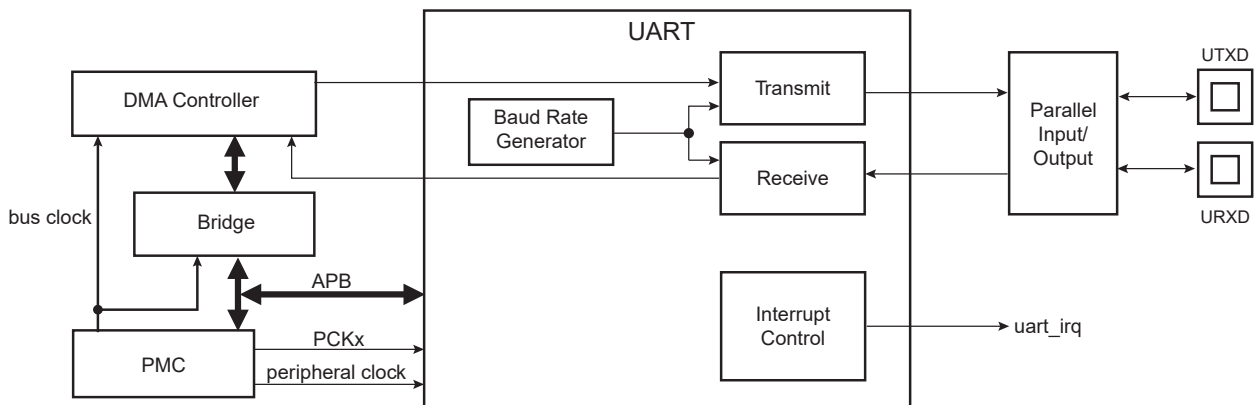 UART
DMA Controller
Transmit
Baud Rate
Generator
Parallel
Input/
Output
UTXD
Receive
URXD
bus clock
Bridge
APB
Interrupt
Control
uart_irq
PMC
PCKx
peripheral clock